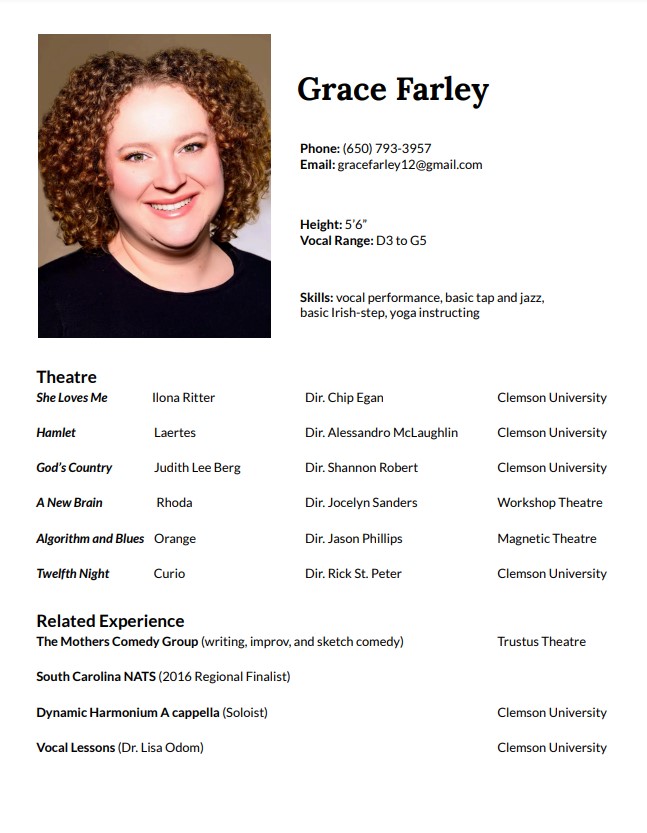 Grace Farley
Phone: (650) 793-3957
Email: gracefarley12@gmail.com
Height: 5’6”
Vocal Range: D3 to G5
Skills: vocal performance, basic tap and jazz,
basic Irish-step, yoga instructing
Theatre
She Loves Me Ilona Ritter Dir. Chip Egan Clemson University
Hamlet Laertes Dir. Alessandro McLaughlin Clemson University
God’s Country Judith Lee Berg Dir. Shannon Robert Clemson University
A New Brain Rhoda Dir. Jocelyn Sanders Workshop Theatre
Algorithm and Blues Orange Dir. Jason Phillips Magnetic Theatre
Twelfth Night Curio Dir. Rick St. Peter Clemson University
Related Experience
The Mothers Comedy Group (writing, improv, and sketch comedy) Trustus Theatre
South Carolina NATS (2016 Regional Finalist)
Dynamic Harmonium A cappella (Soloist) Clemson University
Vocal Lessons (Dr. Lisa Odom) Clemson University